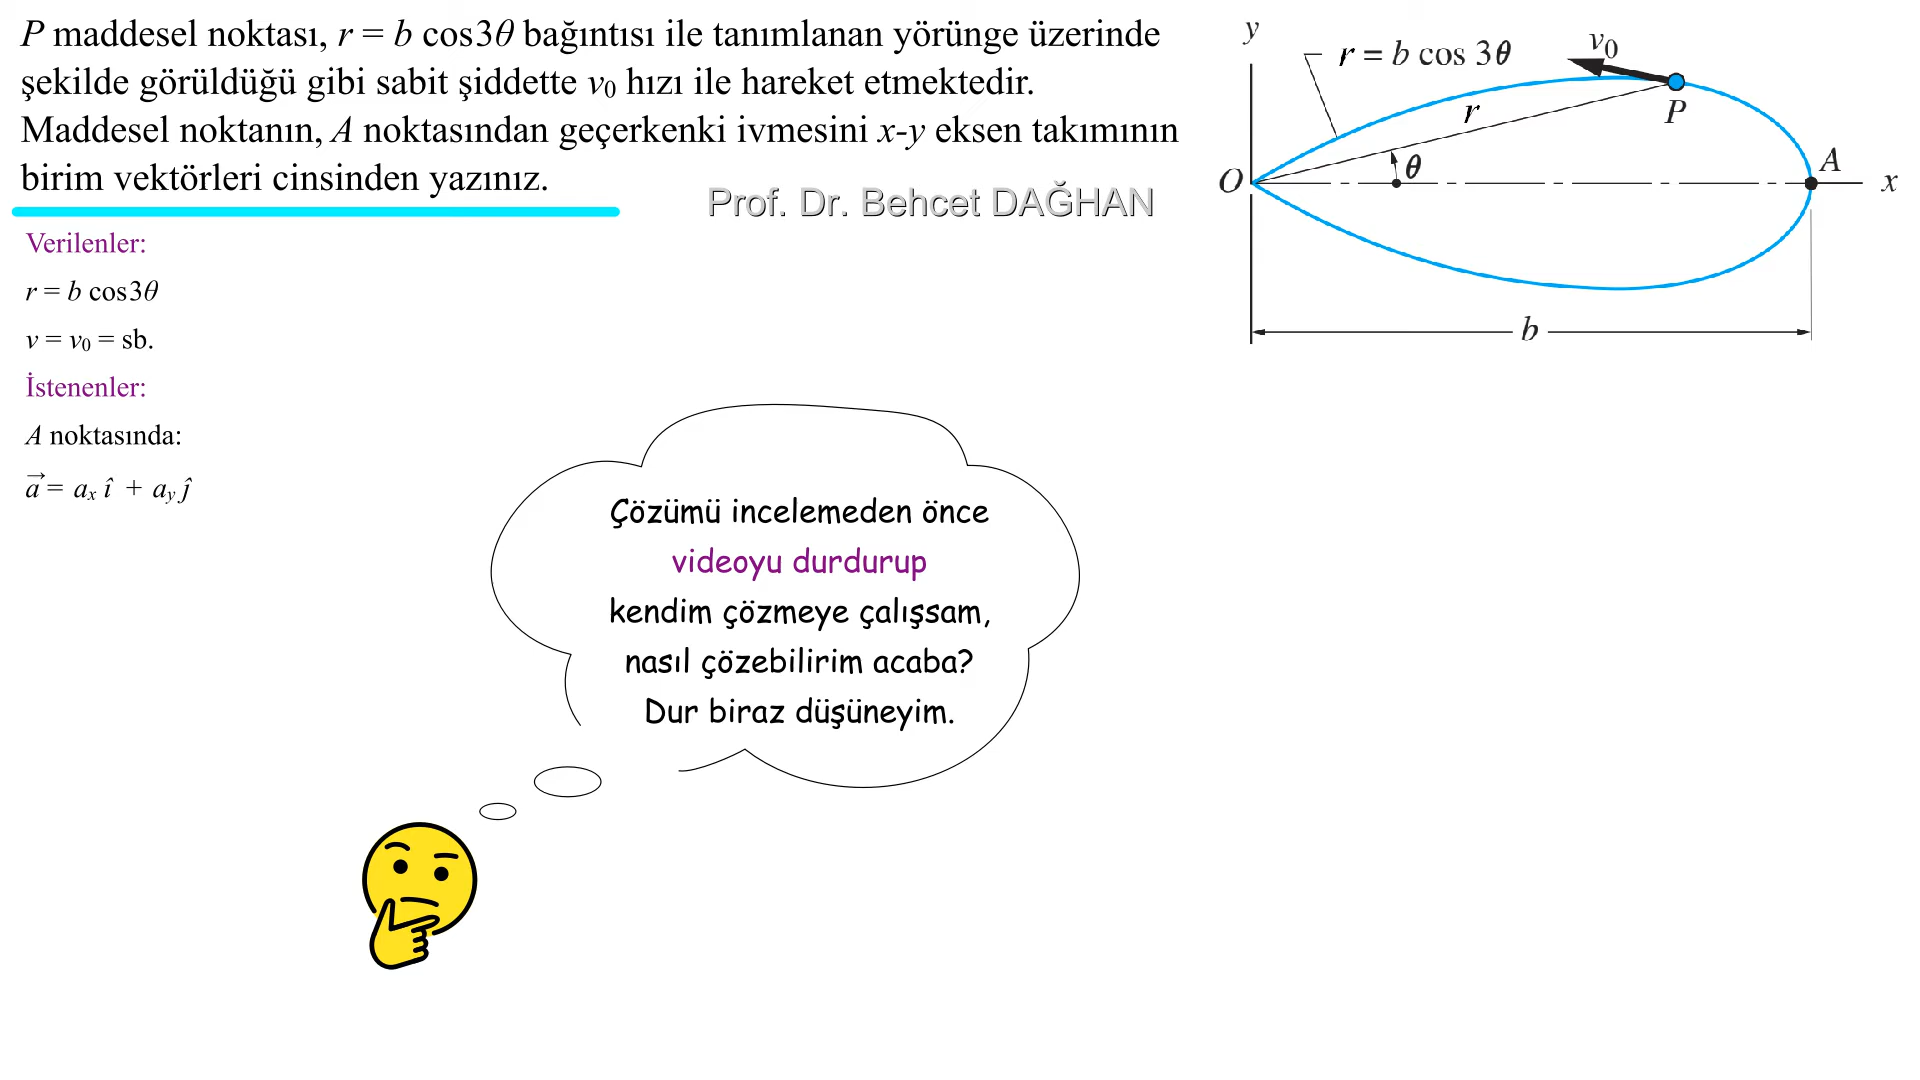 P maddesel noktası, r = b cos3θ bağıntısı ile tanımlanan yörünge üzerinde
şekilde görüldüğü gibi sabit şiddette v₀ hızı ile hareket etmektedir.
Maddesel noktanın, A noktasından geçerkenki ivmesini x-y eksen takımının
birim vektörleri cinsinden yazınız.
Prof. Dr. Behcet DAĞHAN
Verilenler:
r = b cos3θ
v = v₀ = sb.
İstenenler:
A noktasında:
a⃗ = aₓ î + a_y ĵ
y
r = b cos 3θ
v₀
r
P
θ
A
O
x
b
Çözümü incelemeden önce
videoyu durdurup
kendim çözmeye çalışsam,
nasıl çözebilirim acaba?
Dur biraz düşüneyim.